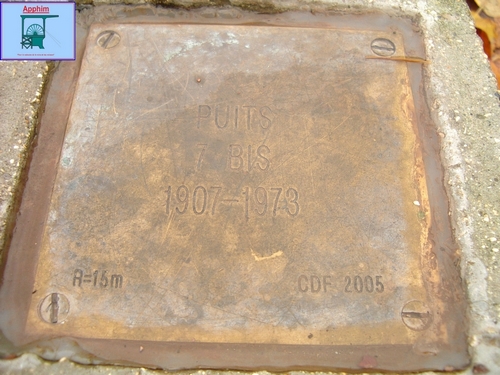 Apphim
PUITS
7 BIS
1907-1973
R=15m
CDF 2005